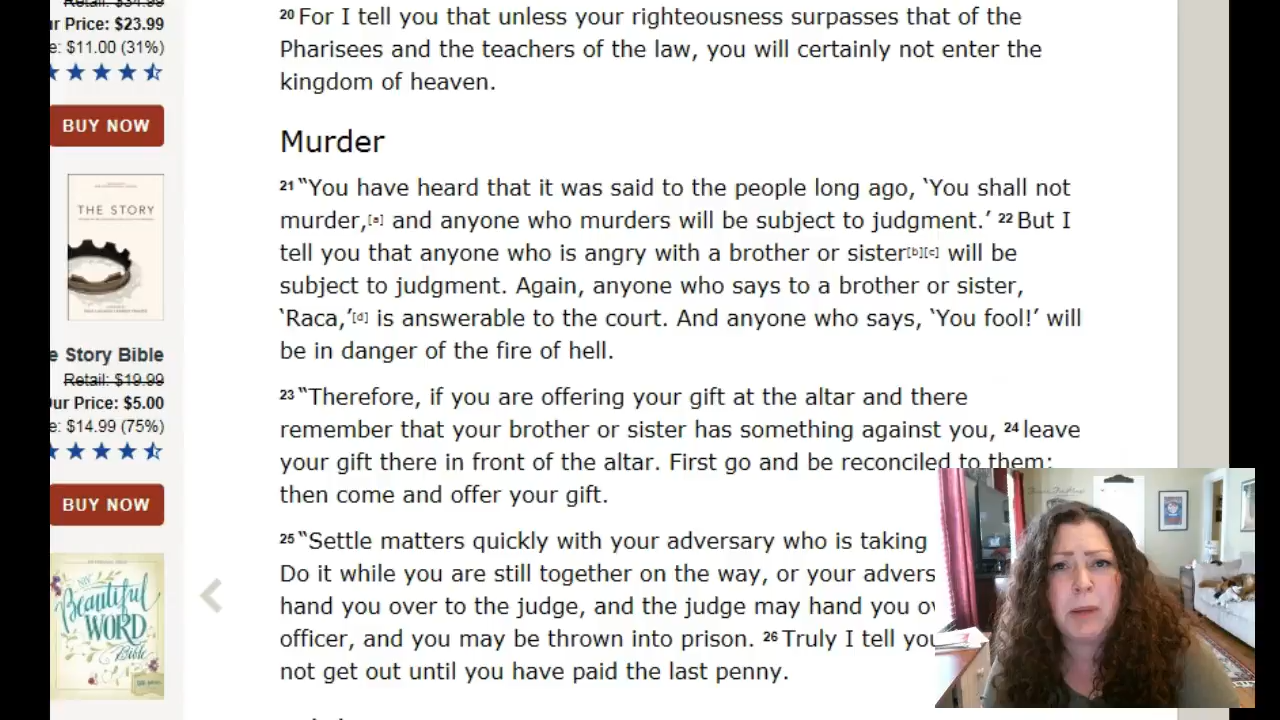 Retail: $34.99
ur Price: $23.99
e: $11.00 (31%)
BUY NOW
THE STORY
e Story Bible
Retail: $19.99
ur Price: $5.00
e: $14.99 (75%)
BUY NOW
NIV
Beautiful
WORD
Bible
20 For I tell you that unless your righteousness surpasses that of the
Pharisees and the teachers of the law, you will certainly not enter the
kingdom of heaven.
Murder
21 “You have heard that it was said to the people long ago, ‘You shall not
murder,[a] and anyone who murders will be subject to judgment.’ 22 But I
tell you that anyone who is angry with a brother or sister[b][c] will be
subject to judgment. Again, anyone who says to a brother or sister,
‘Raca,’[d] is answerable to the court. And anyone who says, ‘You fool!’ will
be in danger of the fire of hell.
23 “Therefore, if you are offering your gift at the altar and there
remember that your brother or sister has something against you, 24 leave
your gift there in front of the altar. First go and be reconciled to them;
then come and offer your gift.
25 “Settle matters quickly with your adversary who is taking
Do it while you are still together on the way, or your advers
hand you over to the judge, and the judge may hand you ov
officer, and you may be thrown into prison. 26 Truly I tell you
not get out until you have paid the last penny.